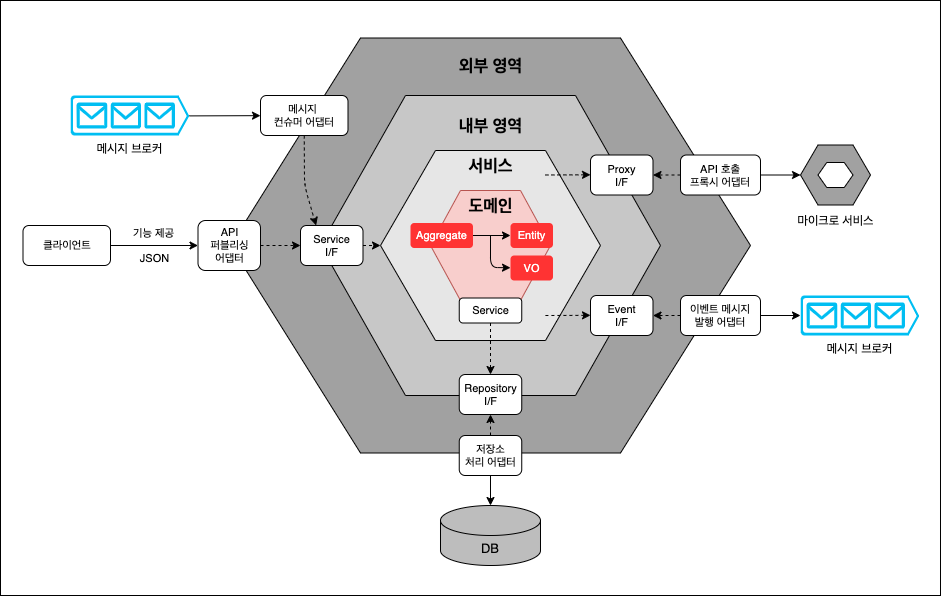 외부 영역
메시지
컨슈머 어댑터
메시지 브로커
내부 영역
서비스
Proxy
I/F
API 호출
프록시 어댑터
마이크로 서비스
도메인
Aggregate
Entity
VO
클라이언트
기능 제공
JSON
API
퍼블리싱
어댑터
Service
I/F
Service
Event
I/F
이벤트 메시지
발행 어댑터
메시지 브로커
Repository
I/F
저장소
처리 어댑터
DB